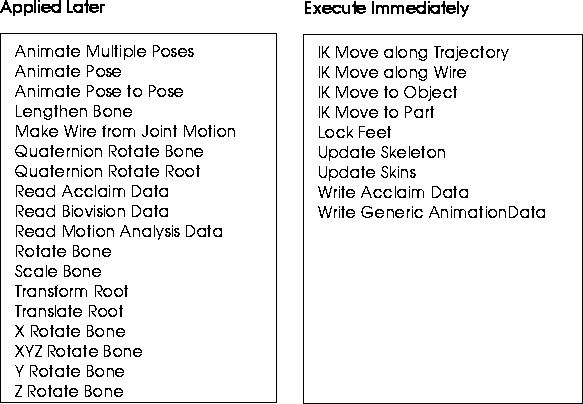 Applied Later
Animate Multiple Poses
Animate Pose
Animate Pose to Pose
Lengthen Bone
Make Wire from Joint Motion
Quaternion Rotate Bone
Quaternion Rotate Root
Read Acclaim Data
Read Biovision Data
Read Motion Analysis Data
Rotate Bone
Scale Bone
Transform Root
Translate Root
X Rotate Bone
XYZ Rotate Bone
Y Rotate Bone
Z Rotate Bone
Execute Immediately
IK Move along Trajectory
IK Move along Wire
IK Move to Object
IK Move to Part
Lock Feet
Update Skeleton
Update Skins
Write Acclaim Data
Write Generic AnimationData